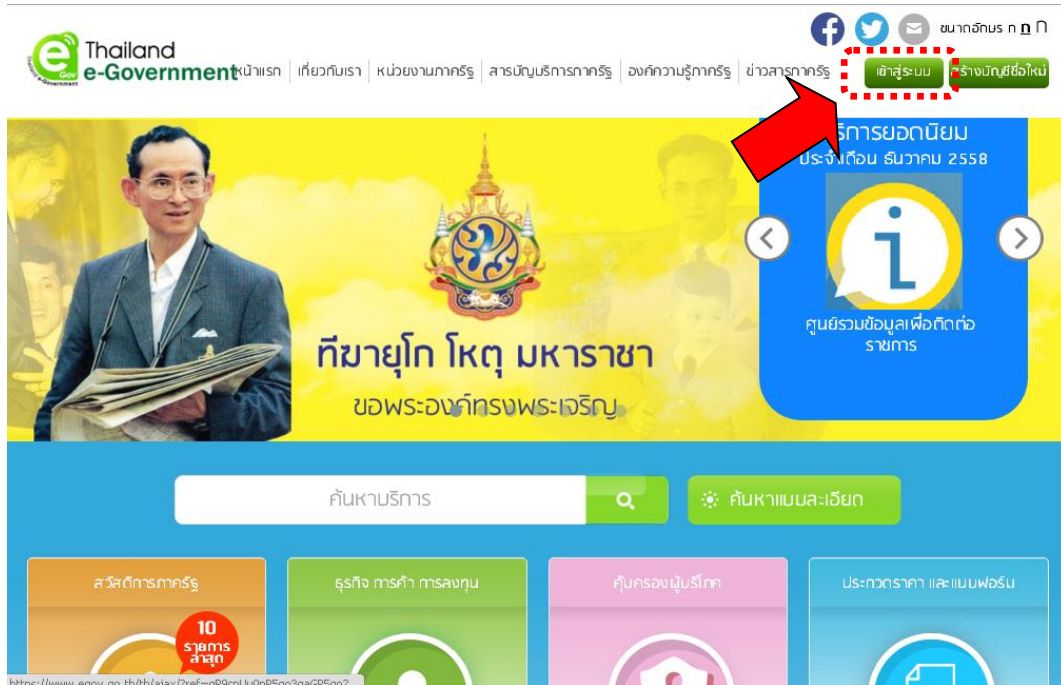 ขนาดอักษร ก ก ก
Thailand
e-Government
หน้าแรก เกี่ยวกับเรา หน่วยงานภาครัฐ สารบัญบริการภาครัฐ องค์ความรู้ภาครัฐ ข่าวสารภาครัฐ เข้าสู่ระบบ สร้างบัญชีชื่อใหม่
ริการยอดนิยม
ประจำเดือน ธันวาคม 2558
i
ศูนย์รวมข้อมูลเพื่อติดต่อ
ราชการ
ทีฆายุโก โหตุ มหาราชา
ขอพระองค์ทรงพระเจริญ
ค้นหาบริการ
ค้นหาแบบละเอียด
สวัสดิการภาครัฐ
10
รายการ
ล่าสุด
ธุรกิจ การค้า การลงทุน
คุ้มครองผู้บริโภค
ประกวดราคา และแบบฟอร์ม